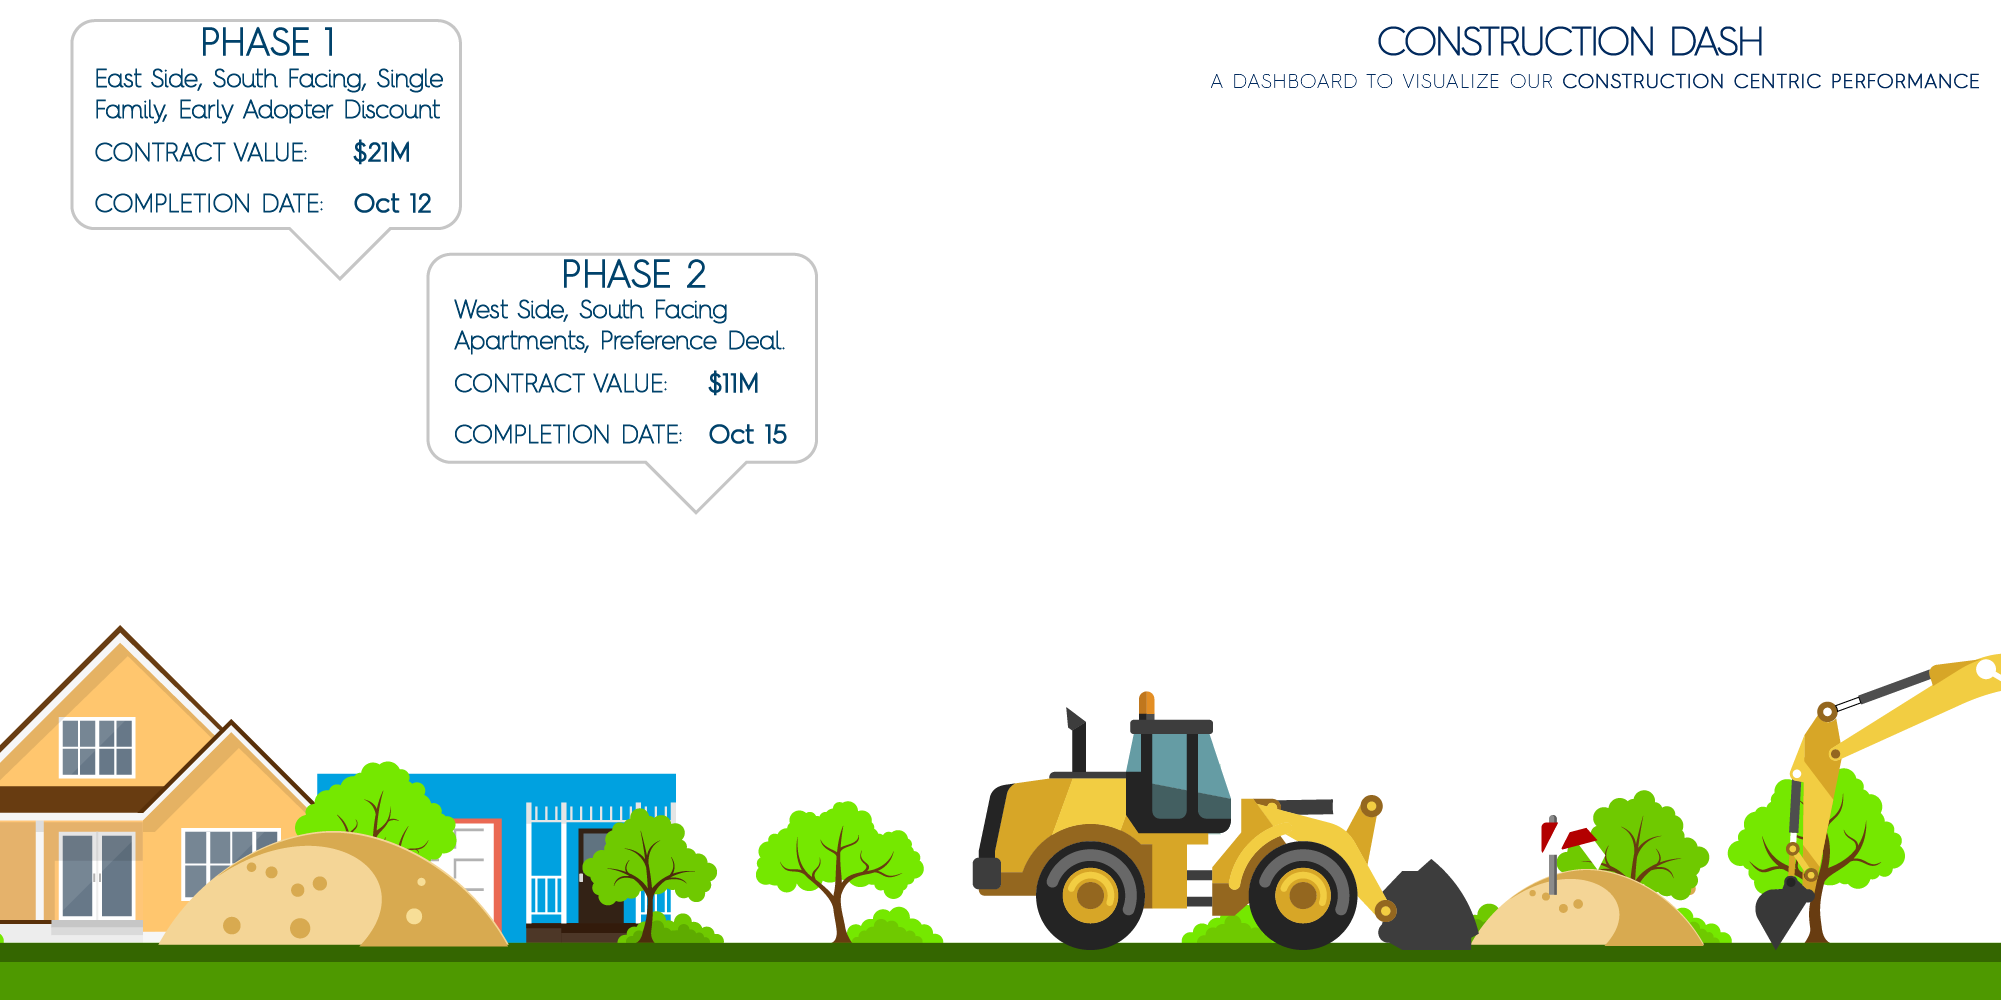 PHASE 1
East Side, South Facing, Single
Family, Early Adopter Discount
CONTRACT VALUE: $21M
COMPLETION DATE: Oct 12
PHASE 2
West Side, South Facing
Apartments, Preference Deal.
CONTRACT VALUE: $11M
COMPLETION DATE: Oct 15
CONSTRUCTION DASH
A DASHBOARD TO VISUALIZE OUR CONSTRUCTION CENTRIC PERFORMANCE